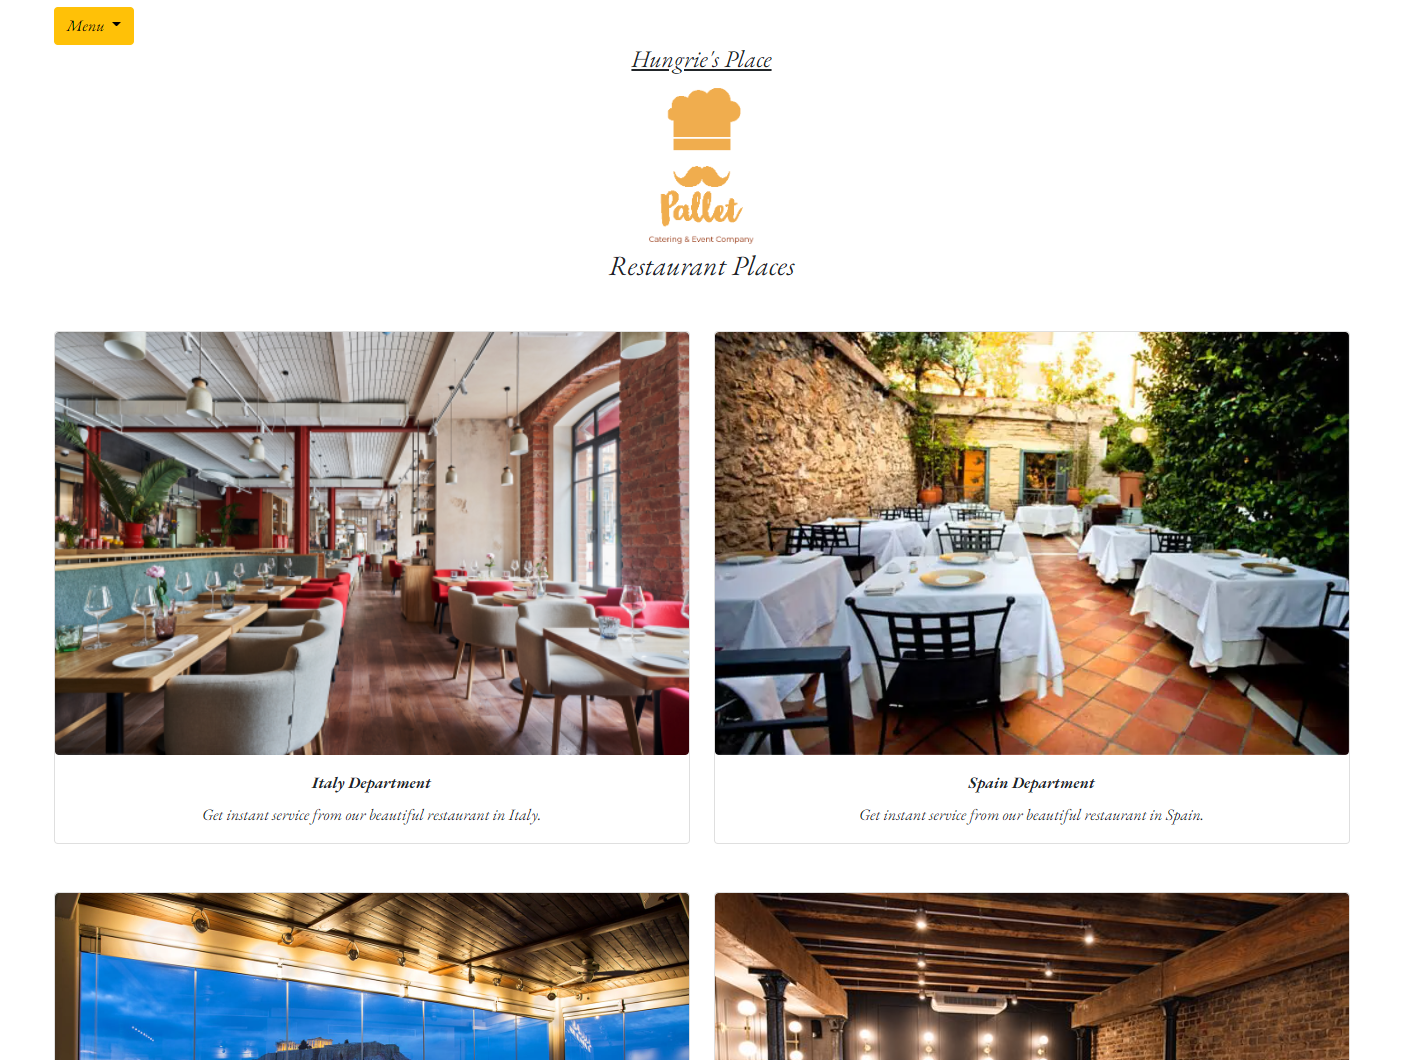 Menu
Hungrie's Place
Pallet
Catering & Event Company
Restaurant Places
Italy Department
Get instant service from our beautiful restaurant in Italy.
Spain Department
Get instant service from our beautiful restaurant in Spain.